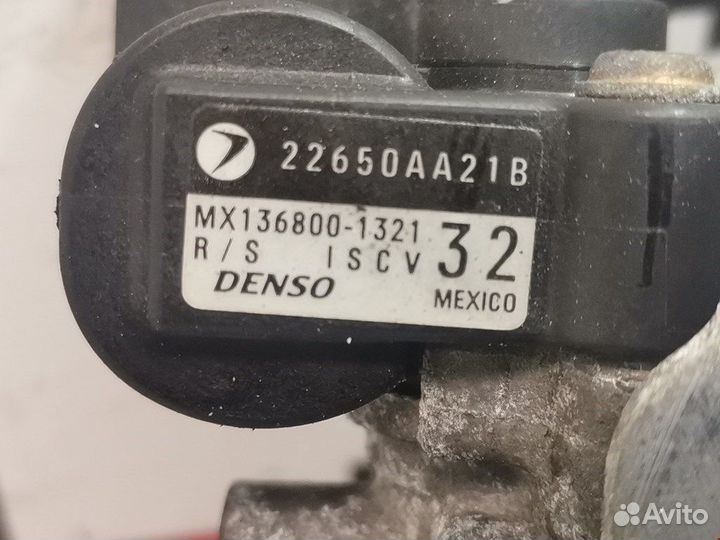 22650AA21B
MX136800-1321
R/S ISCV 32
DENSO MEXICO
Avito